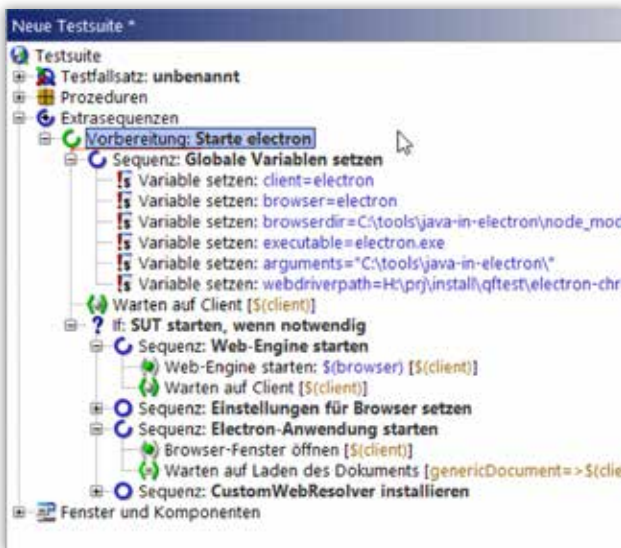 Neue Testsuite *
Testsuite
Testfallsatz: unbenannt
Prozeduren
Extrasequenzen
Vorbereitung: Starte electron
Sequenz: Globale Variablen setzen
Variable setzen: client=electron
Variable setzen: browser=electron
Variable setzen: browserdir=C:\tools\java-in-electron\node_mod
Variable setzen: executable=electron.exe
Variable setzen: arguments="C:\tools\java-in-electron\"
Variable setzen: webdriverpath=H:\prj\install\qftest\electron-chr
Warten auf Client [$(client)]
If: SUT starten, wenn notwendig
Sequenz: Web-Engine starten
Web-Engine starten: $(browser) [$(client)]
Warten auf Client [$(client)]
Sequenz: Einstellungen für Browser setzen
Sequenz: Electron-Anwendung starten
Browser-Fenster öffnen [$(client)]
Warten auf Laden des Dokuments [genericDocument=>$(clie
Sequenz: CustomWebResolver installieren
Fenster und Komponenten